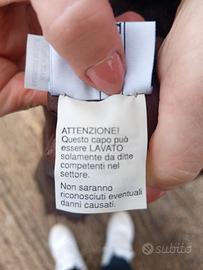 ATTENZIONE!
Questo capo può
essere LAVATO
solamente da ditte
competenti nel
settore.
Non saranno
riconosciuti eventuali
danni causati.
subito